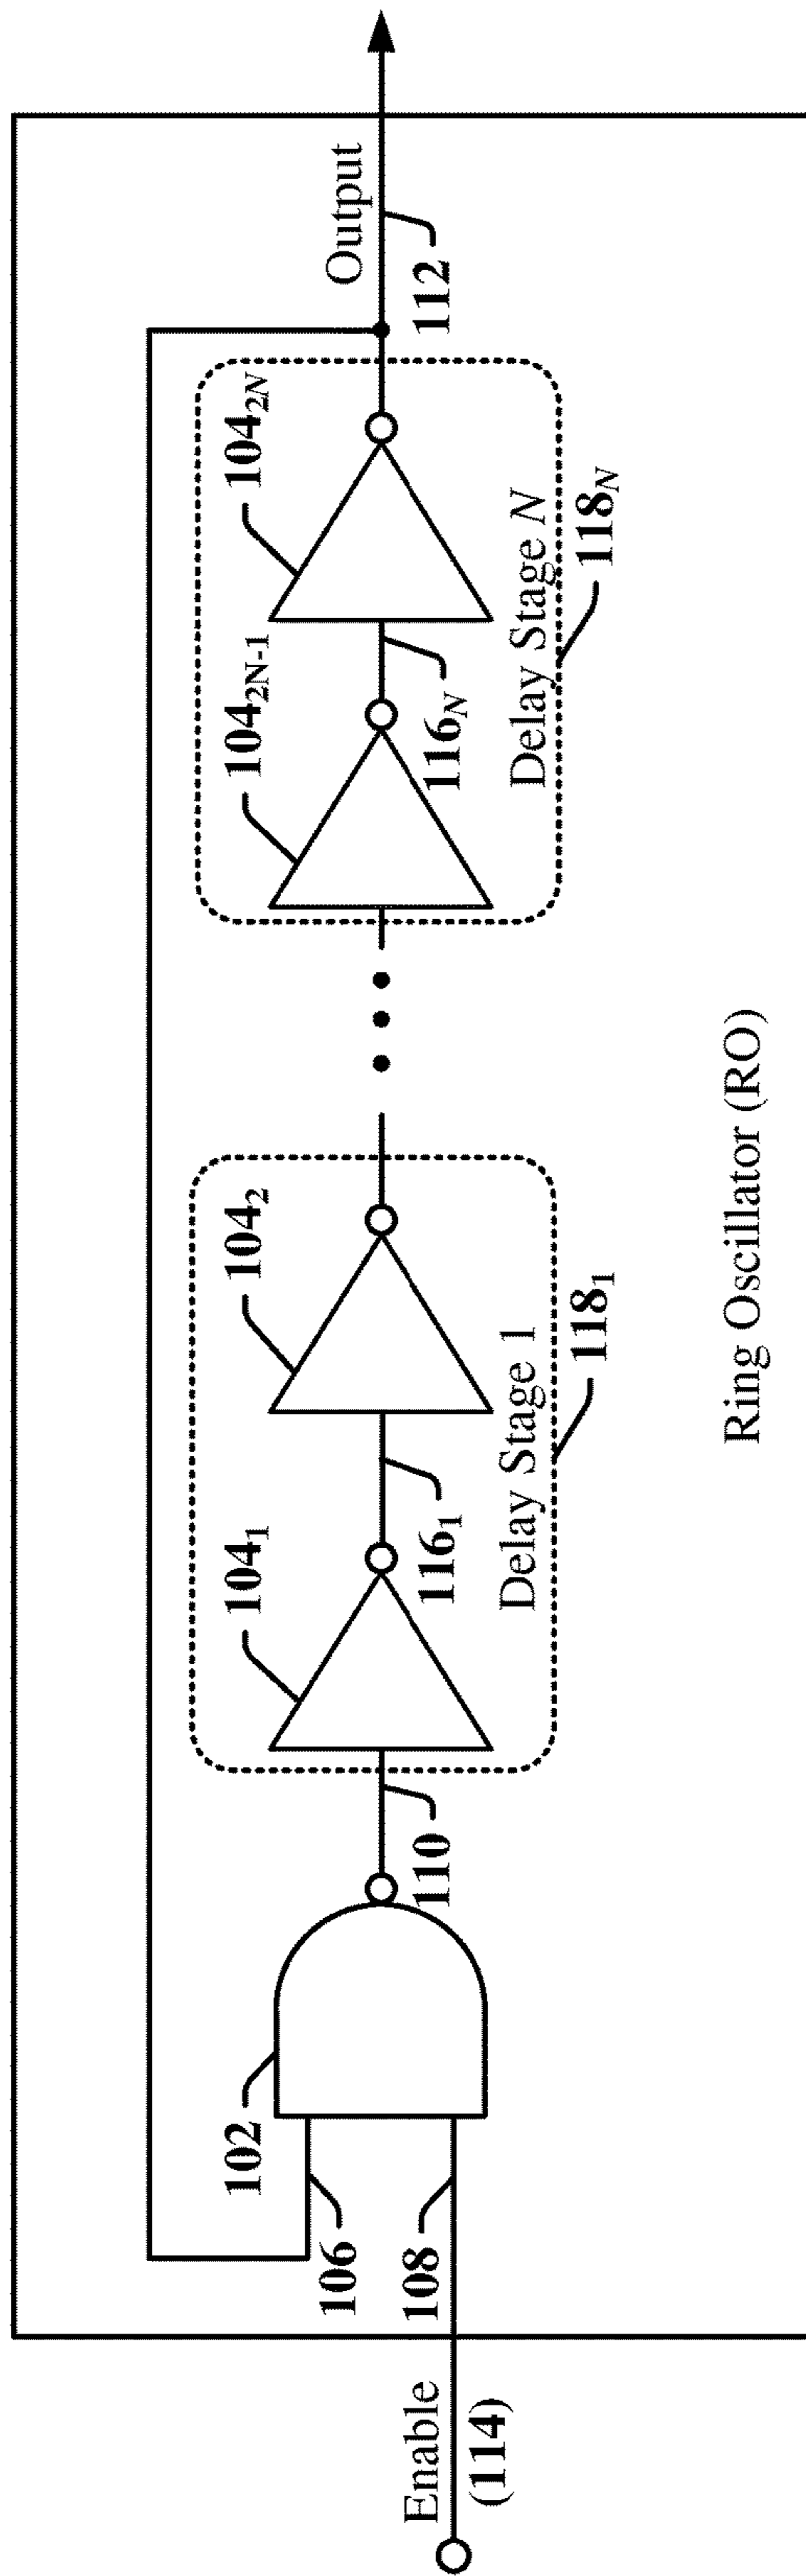 Enable
(114)
106
108
102
110
104₁
116₁
104₂
Delay Stage 1
118₁
104₂N-1
116N
104₂N
Delay Stage N
118N
Output
112
Ring Oscillator (RO)